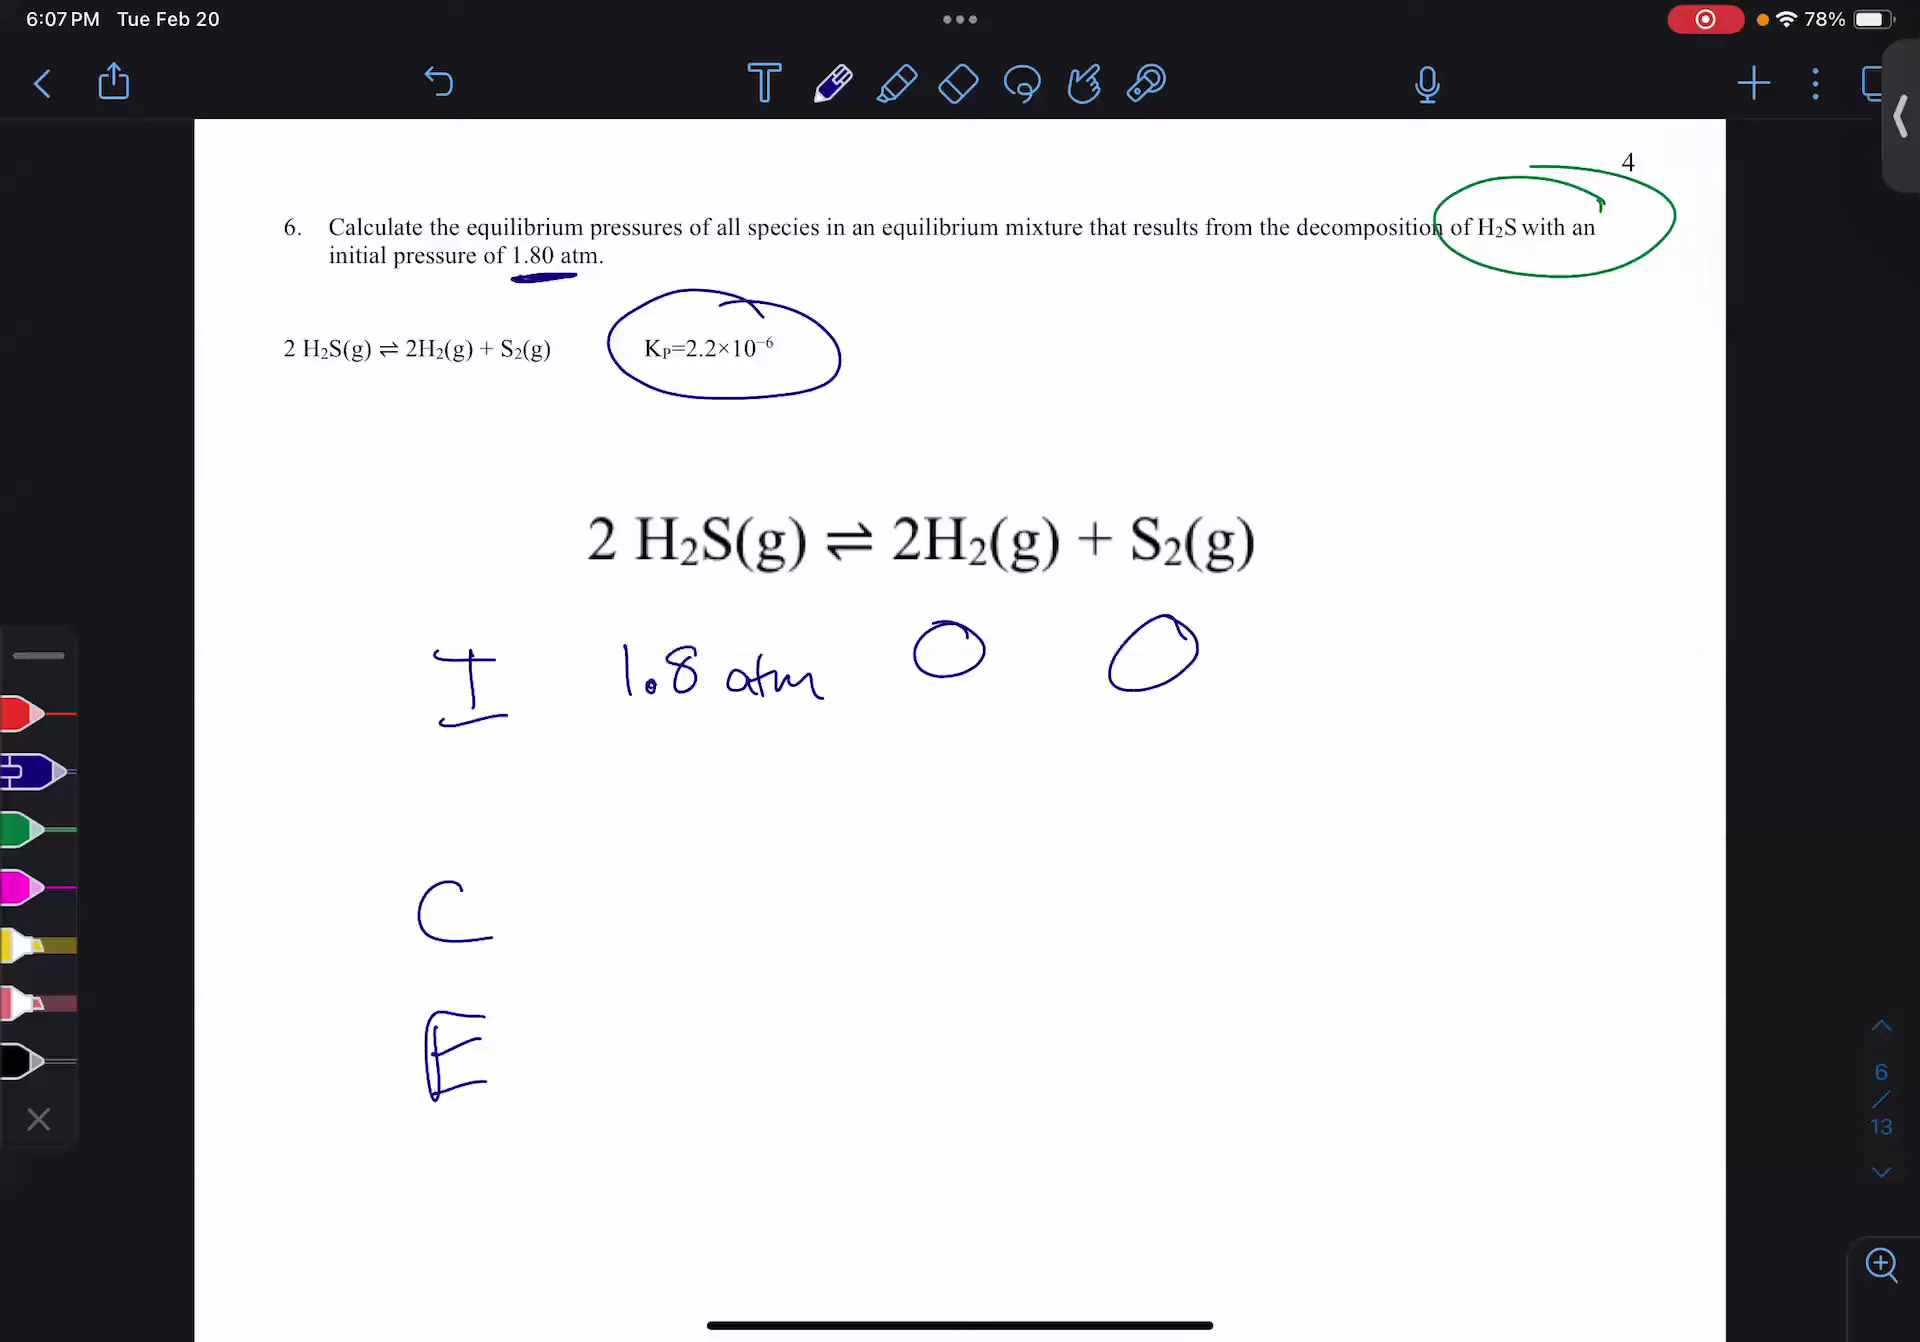 6:07 PM Tue Feb 20
78%
4
6. Calculate the equilibrium pressures of all species in an equilibrium mixture that results from the decomposition of H₂S with an
initial pressure of 1.80 atm.
2 H₂S(g) ⇌ 2H₂(g) + S₂(g) Kₚ=2.2×10⁻⁶
2 H₂S(g) ⇌ 2H₂(g) + S₂(g)
I 1.8 atm 0 0
C
E
6
/
13